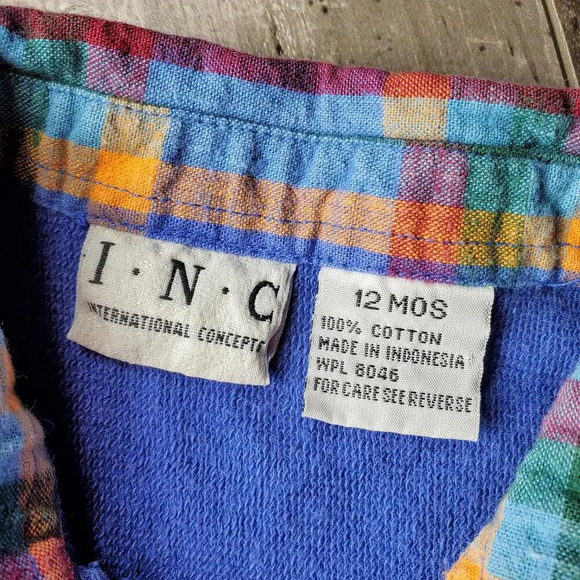 I·N·C
INTERNATIONAL CONCEPTS
12 MOS
100% COTTON
MADE IN INDONESIA
WPL 8046
FOR CARE SEE REVERSE